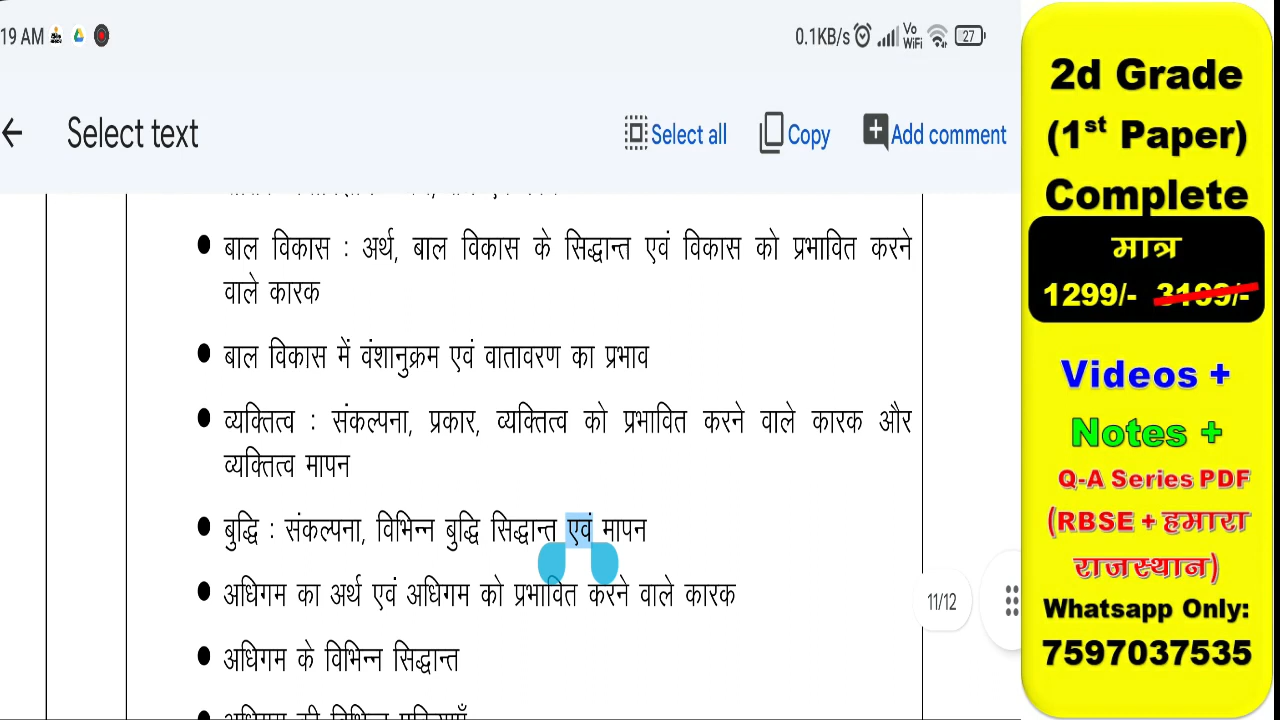 19 AM
0.1KB/s
Vo
WiFi
27
Select text
Select all
Copy
Add comment
● बाल विकास : अर्थ, बाल विकास के सिद्धान्त एवं विकास को प्रभावित करने
वाले कारक
● बाल विकास में वंशानुक्रम एवं वातावरण का प्रभाव
● व्यक्तित्व : संकल्पना, प्रकार, व्यक्तित्व को प्रभावित करने वाले कारक और
व्यक्तित्व मापन
● बुद्धि : संकल्पना, विभिन्न बुद्धि सिद्धान्त एवं मापन
● अधिगम का अर्थ एवं अधिगम को प्रभावित करने वाले कारक
● अधिगम के विभिन्न सिद्धान्त
11/12
2d Grade
(1st Paper)
Complete
मात्र
1299/- 3199/-
Videos +
Notes +
Q-A Series PDF
(RBSE + हमारा
राजस्थान)
Whatsapp Only:
7597037535